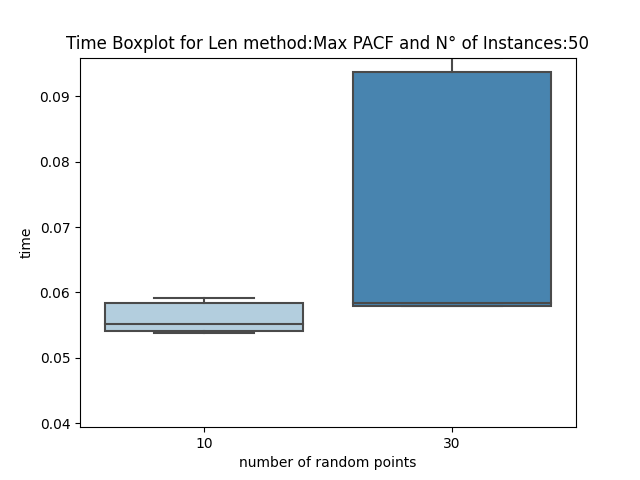 Time Boxplot for Len method:Max PACF and N° of Instances:50
0.09
0.08
0.07
0.06
0.05
0.04
time
10 30
number of random points